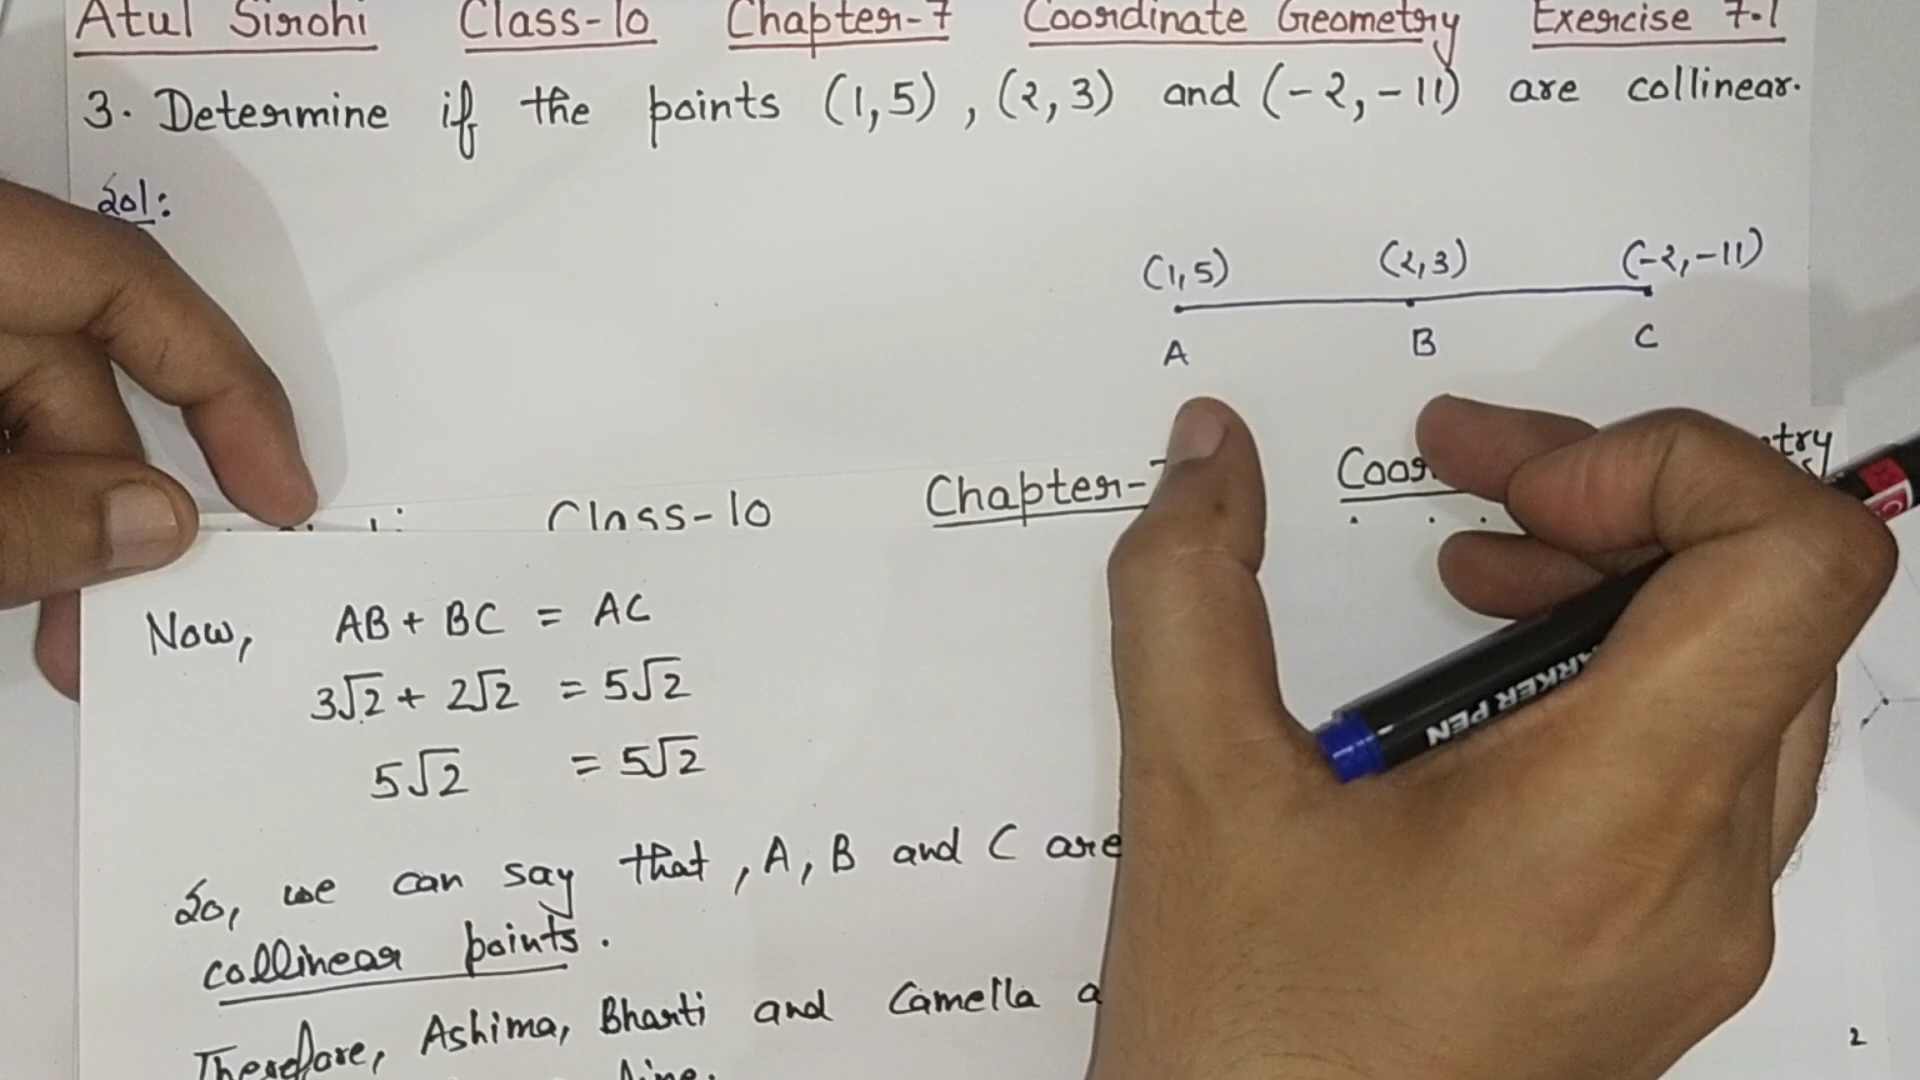 Atul Sirohi Class-10 Chapter-7 Coordinate Geometry Exercise 7.1
3. Determine if the points (1,5), (2,3) and (-2,-11) are collinear.
Sol:
(1,5) (2,3) (-2,-11)
A B C
Class-10 Chapter-
Now, AB + BC = AC
3√2 + 2√2 = 5√2
5√2 = 5√2
So, we can say that, A, B and C are
collinear points.
Therefore, Ashima, Bharti and Camella a
line.
MARKER PEN
2